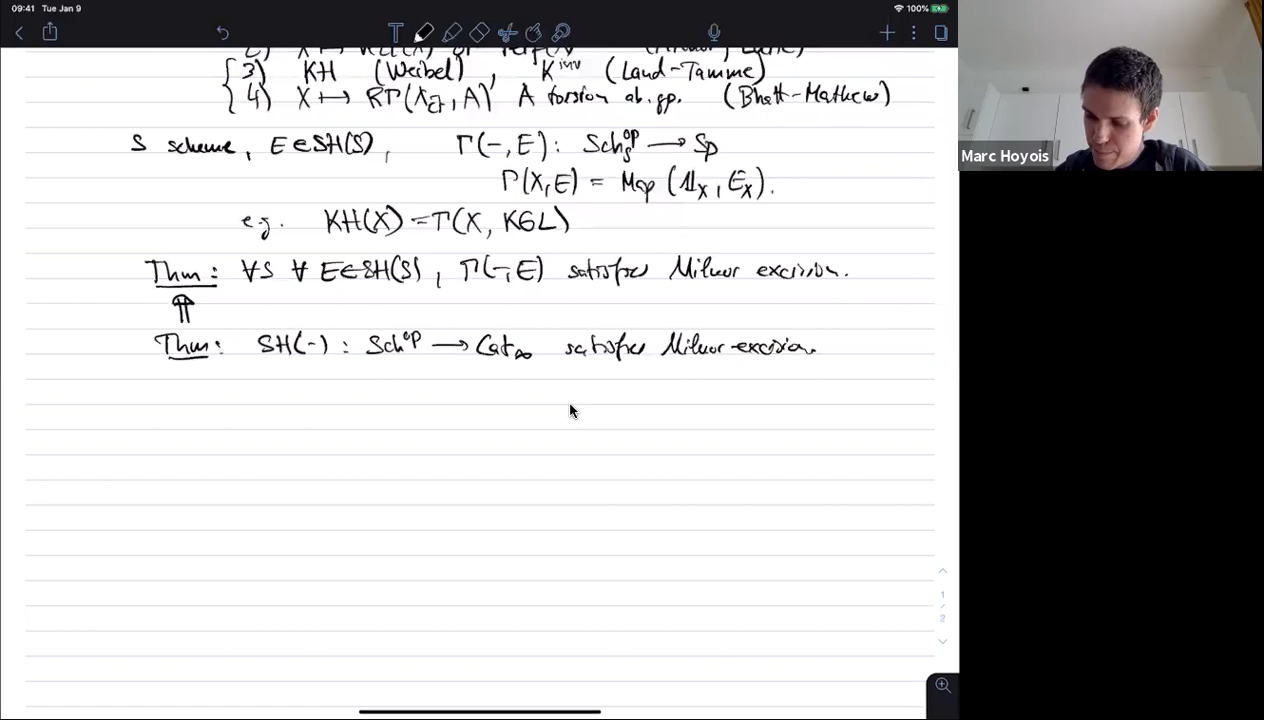 09:41 Tue Jan 9
100%
{ 3) KH (Weibel), K^inv (Land-Tamme)
{ 4) X ↦ RΓ(X_ét, A) A torsion ab. gp. (Bhatt-Mathew)
S scheme, E ∈ SH(S), Γ(-, E): Sch_S^op → Sp
Γ(X, E) = Map(𝟙_X, E_X).
e.g. KH(X) = Γ(X, KGL)
Thm: ∀S ∀ E ∈ SH(S), Γ(-, E) satisfies Milnor excision.
⇑
Thm: SH(-): Sch^op → Cat_∞ satisfies Milnor excision.
Marc Hoyois
1
/
2